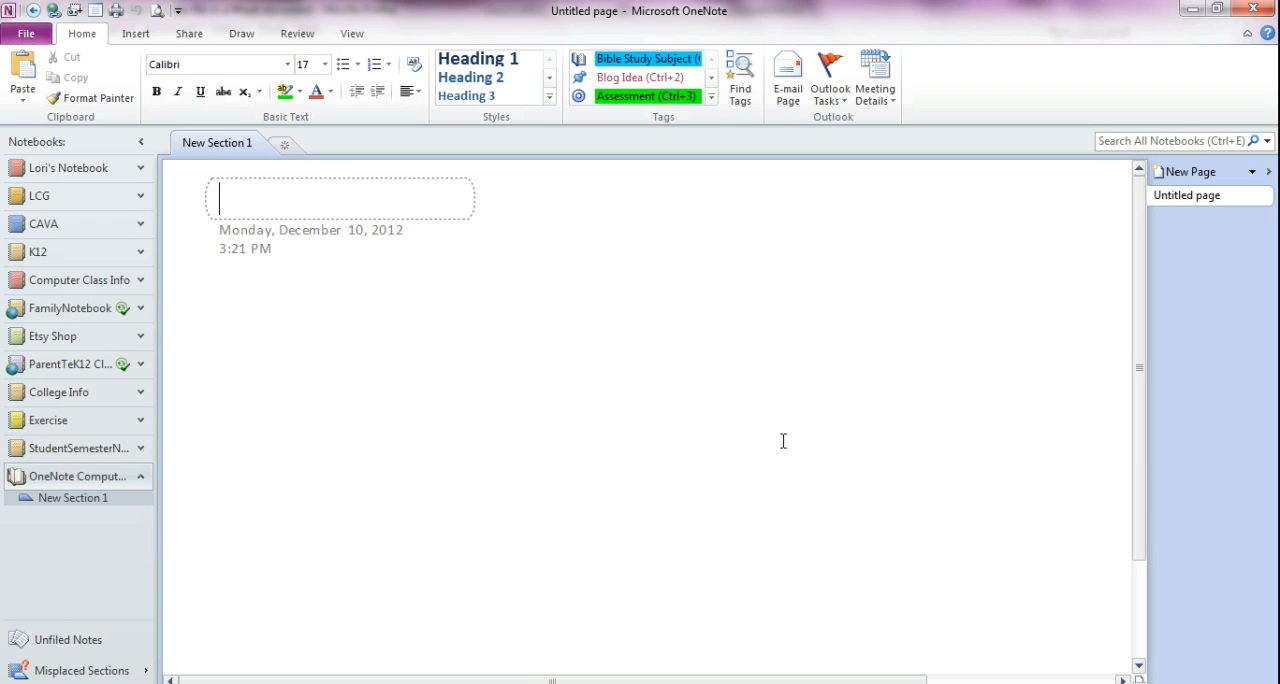 Untitled page - Microsoft OneNote
File Home Insert Share Draw Review View
Paste
Cut
Copy
Format Painter
Clipboard
Calibri 17
B I U abc X₂ A
Basic Text
Heading 1
Heading 2
Heading 3
Styles
Bible Study Subject (
Blog Idea (Ctrl+2)
Assessment (Ctrl+3)
Tags
Find
Tags
E-mail
Page
Outlook
Tasks
Meeting
Details
Outlook
Notebooks:
New Section 1
Search All Notebooks (Ctrl+E)
Lori's Notebook
LCG
CAVA
K12
Computer Class Info
FamilyNotebook
Etsy Shop
ParentTeK12 Cl...
College Info
Exercise
StudentSemesterN...
OneNote Comput...
New Section 1
Unfiled Notes
Misplaced Sections
Monday, December 10, 2012
3:21 PM
New Page
Untitled page